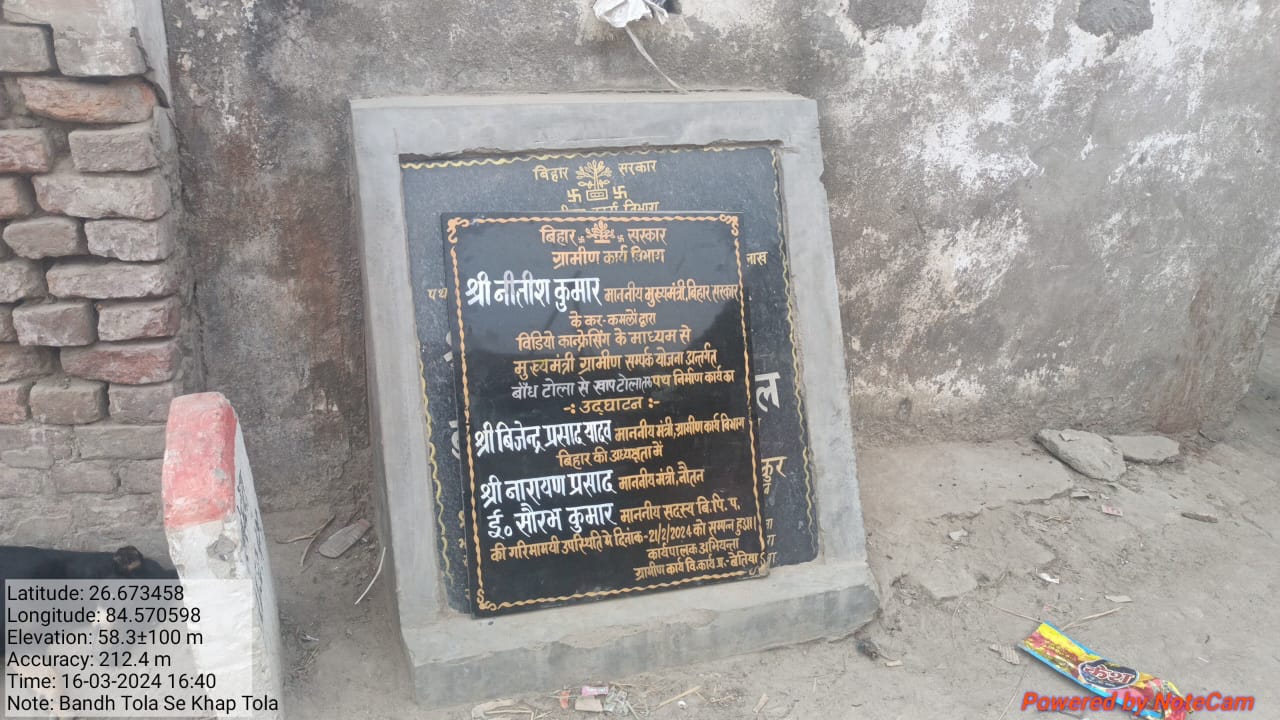 बिहार सरकार
बिहार सरकार
ग्रामीण कार्य विभाग
श्री नीतीश कुमार माननीय मुख्यमंत्री, बिहार सरकार
के कर-कमलों द्वारा
विडियो कान्फ्रेसिंग के माध्यम से
मुख्यमंत्री ग्रामीण सम्पर्क योजना अन्तर्गत
बाँध टोला से खाप टोला तक पथ निर्माण कार्य का
-: उद्घाटन :-
श्री बिजेन्द्र प्रसाद यादव माननीय मंत्री, ग्रामीण कार्य विभाग
बिहार की अध्यक्षता में
श्री नारायण प्रसाद माननीय मंत्री, नौतन
ई० सौरभ कुमार माननीय सदस्य बि. पि. प.
की गरिमामयी उपस्थिति मे दिनांक-21/2/2024 को सम्पन्न हुआ।
कार्यपालक अभियन्ता
ग्रामीण कार्य वि. कार्य प्र.- बेतिया
Latitude: 26.673458
Longitude: 84.570598
Elevation: 58.3±100 m
Accuracy: 212.4 m
Time: 16-03-2024 16:40
Note: Bandh Tola Se Khap Tola
Powered by NoteCam